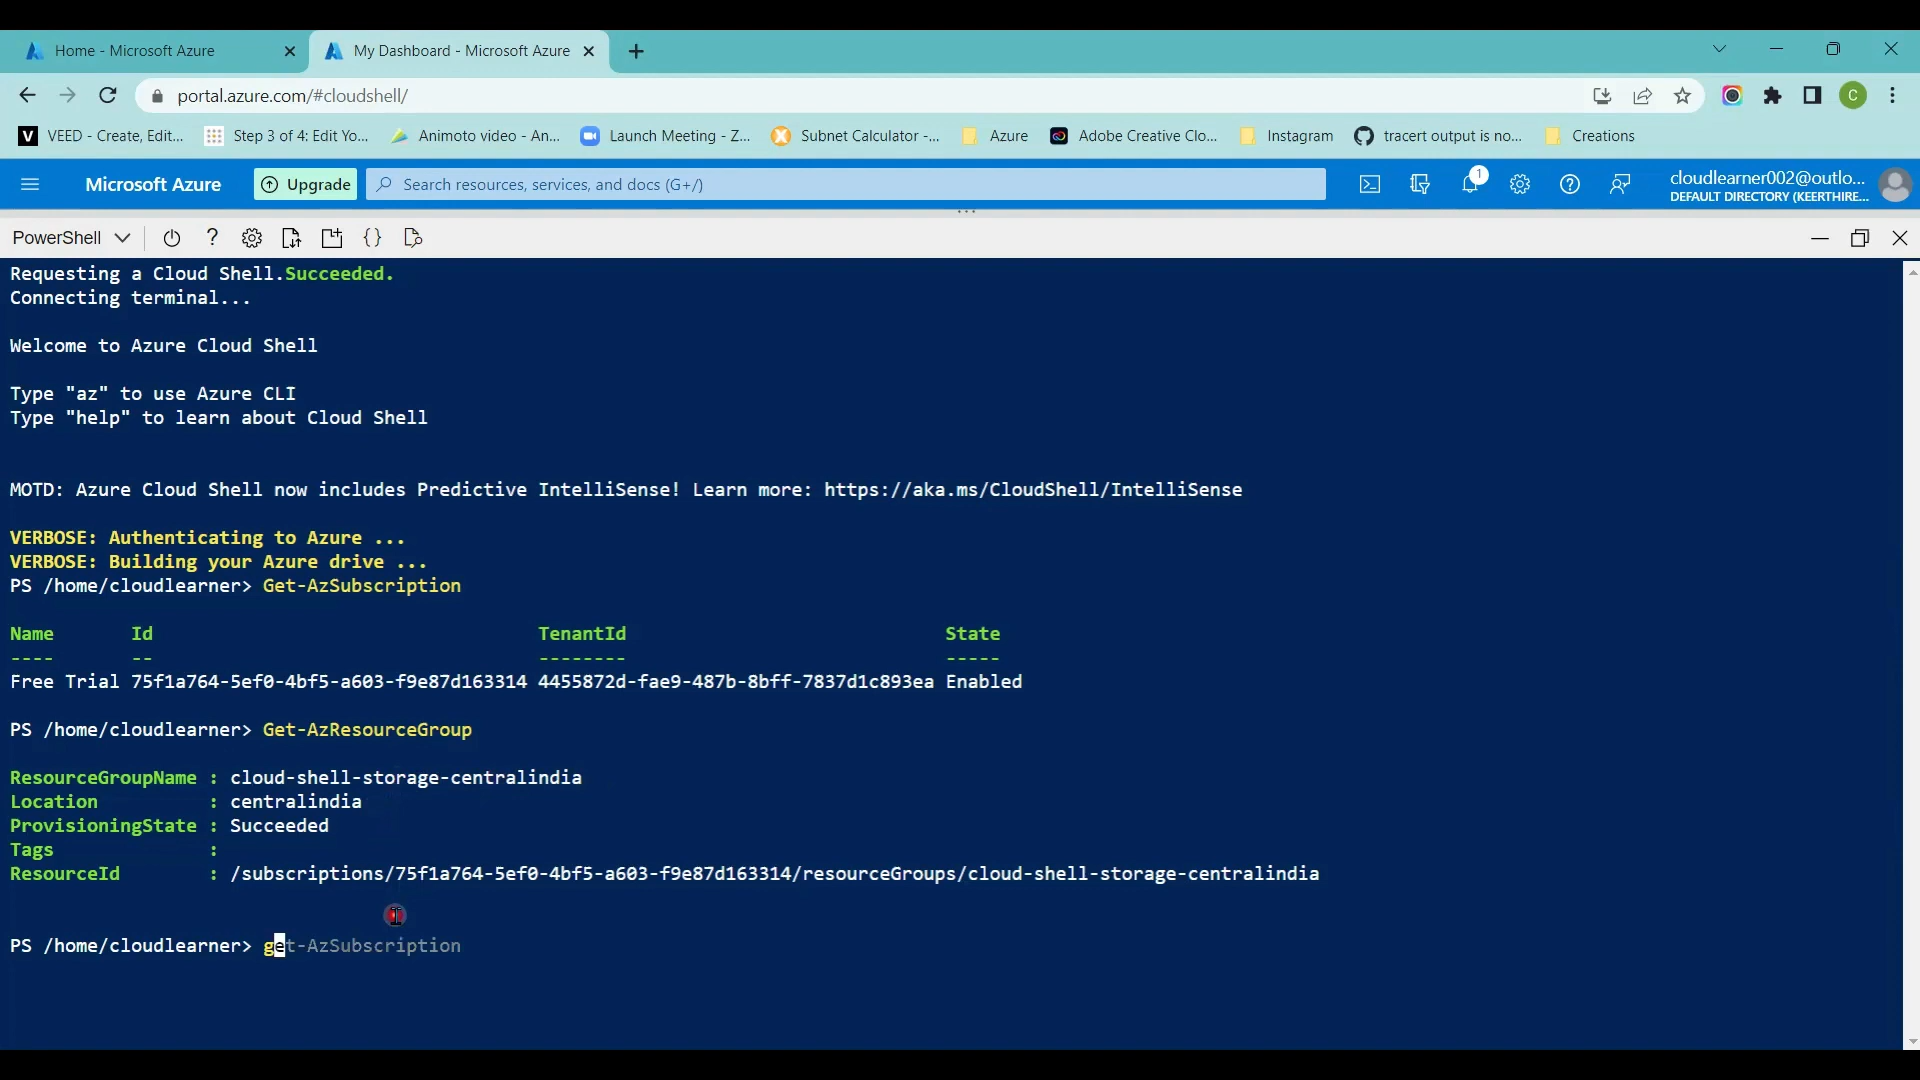 Home - Microsoft Azure
My Dashboard - Microsoft Azure
portal.azure.com/#cloudshell/
C
V VEED - Create, Edit...
Step 3 of 4: Edit Yo...
Animoto video - An...
Launch Meeting - Z...
Subnet Calculator -...
Azure
Adobe Creative Clo...
Instagram
tracert output is no...
Creations
Microsoft Azure
Upgrade
Search resources, services, and docs (G+/)
1
cloudlearner002@outlo...
DEFAULT DIRECTORY (KEERTHIRE...
PowerShell
Requesting a Cloud Shell.Succeeded.
Connecting terminal...
Welcome to Azure Cloud Shell
Type "az" to use Azure CLI
Type "help" to learn about Cloud Shell
MOTD: Azure Cloud Shell now includes Predictive IntelliSense! Learn more: https://aka.ms/CloudShell/IntelliSense
VERBOSE: Authenticating to Azure ...
VERBOSE: Building your Azure drive ...
PS /home/cloudlearner> Get-AzSubscription
Name Id TenantId State
---- -- -------- -----
Free Trial 75f1a764-5ef0-4bf5-a603-f9e87d163314 4455872d-fae9-487b-8bff-7837d1c893ea Enabled
PS /home/cloudlearner> Get-AzResourceGroup
ResourceGroupName : cloud-shell-storage-centralindia
Location : centralindia
ProvisioningState : Succeeded
Tags :
ResourceId : /subscriptions/75f1a764-5ef0-4bf5-a603-f9e87d163314/resourceGroups/cloud-shell-storage-centralindia
PS /home/cloudlearner> get-AzSubscription